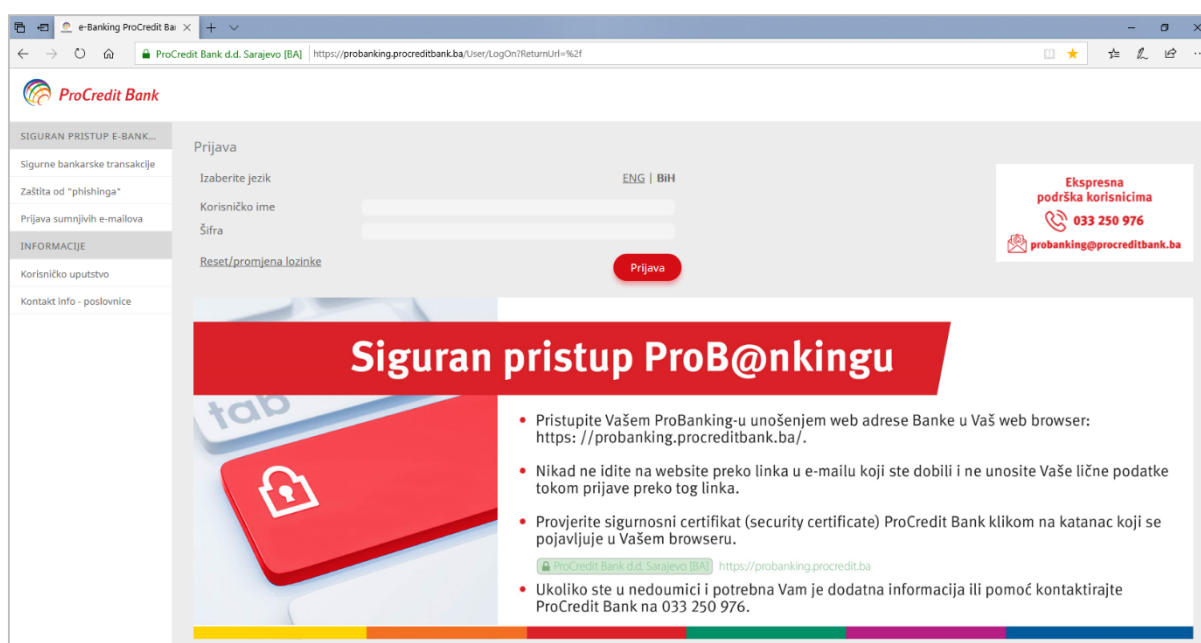 e-Banking ProCredit Ba
ProCredit Bank d.d. Sarajevo [BA] https://probanking.procreditbank.ba/User/LogOn?ReturnUrl=%2f
ProCredit Bank
SIGURAN PRISTUP E-BANK...
Sigurne bankarske transakcije
Zaštita od "phishinga"
Prijava sumnjivih e-mailova
INFORMACIJE
Korisničko uputstvo
Kontakt info - poslovnice
Prijava
Izaberite jezik ENG | BiH
Korisničko ime
Šifra
Reset/promjena lozinke
Prijava
Ekspresna
podrška korisnicima
033 250 976
probanking@procreditbank.ba
Siguran pristup ProB@nkingu
tab
• Pristupite Vašem ProBanking-u unošenjem web adrese Banke u Vaš web browser:
https: //probanking.procreditbank.ba/.
• Nikad ne idite na website preko linka u e-mailu koji ste dobili i ne unosite Vaše lične podatke
tokom prijave preko tog linka.
• Provjerite sigurnosni certifikat (security certificate) ProCredit Bank klikom na katanac koji se
pojavljuje u Vašem browseru.
ProCredit Bank d.d. Sarajevo [BA] https://probanking.procredit.ba
• Ukoliko ste u nedoumici i potrebna Vam je dodatna informacija ili pomoć kontaktirajte
ProCredit Bank na 033 250 976.